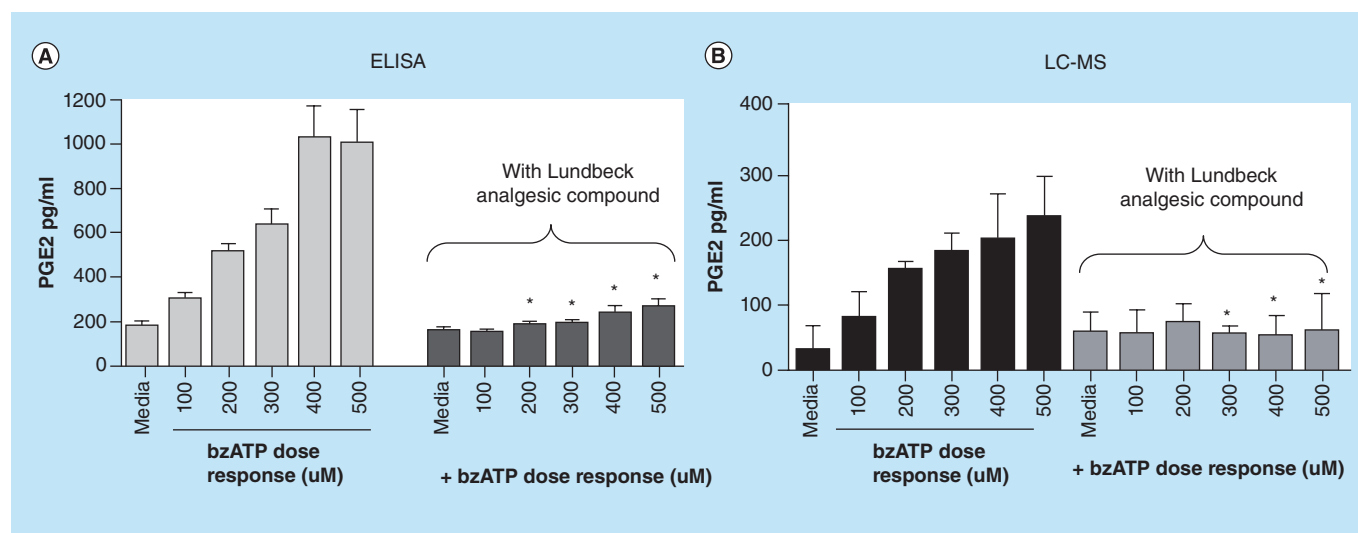 A
ELISA
PGE2 pg/ml
1200
1000
800
600
400
200
0
With Lundbeck
analgesic compound
*
*
*
*
Media
100
200
300
400
500
Media
100
200
300
400
500
bzATP dose
response (uM)
+ bzATP dose response (uM)
B
LC-MS
PGE2 pg/ml
400
300
200
100
0
With Lundbeck
analgesic compound
*
*
*
Media
100
200
300
400
500
Media
100
200
300
400
500
bzATP dose
response (uM)
+ bzATP dose response (uM)